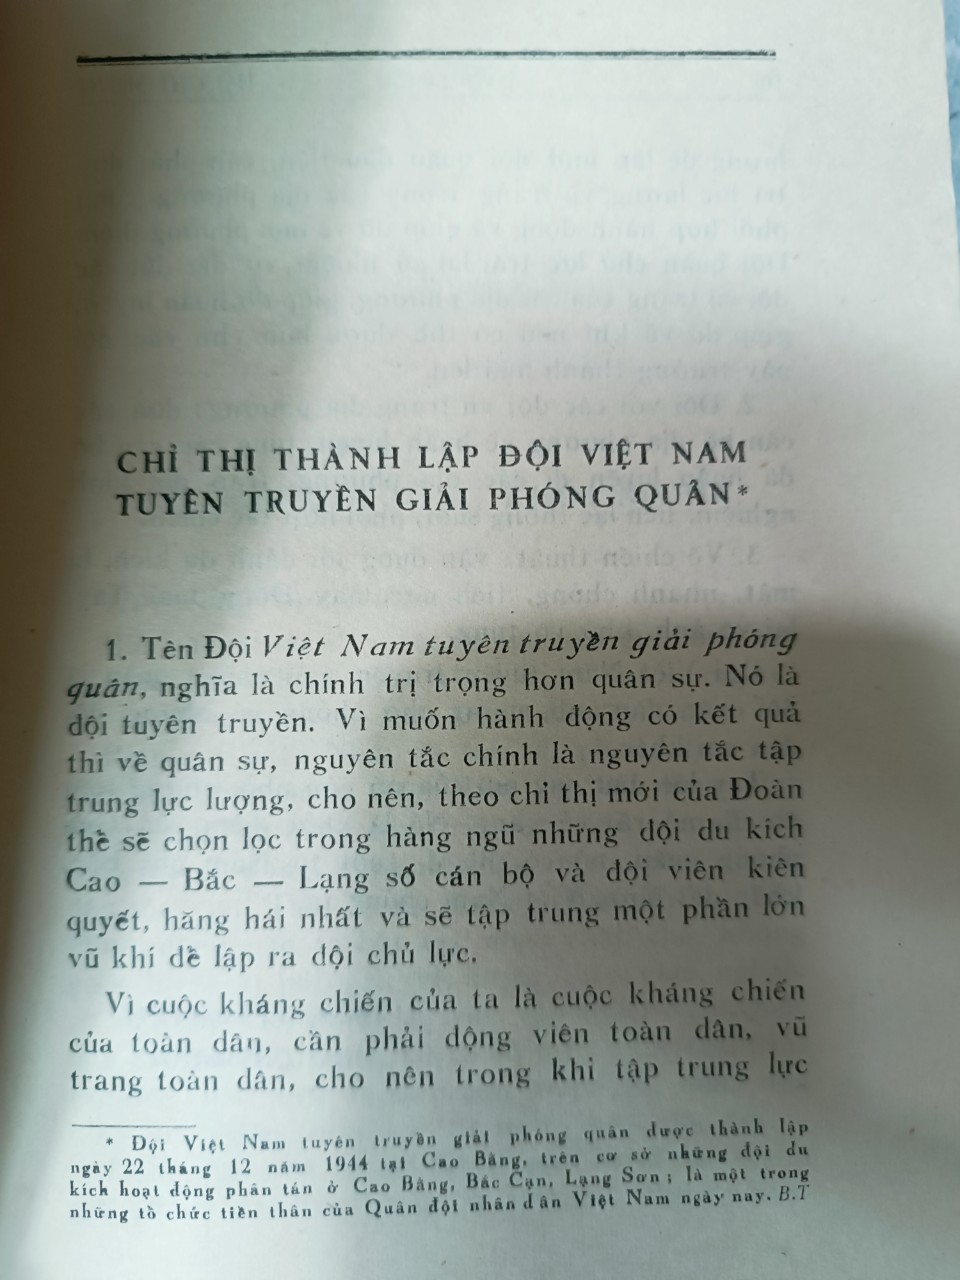 CHỈ THỊ THÀNH LẬP ĐỘI VIỆT NAM
TUYÊN TRUYỀN GIẢI PHÓNG QUÂN*
1. Tên Đội Việt Nam tuyên truyền giải phóng
quân, nghĩa là chính trị trọng hơn quân sự. Nó là
đội tuyên truyền. Vì muốn hành động có kết quả
thì về quân sự, nguyên tắc chính là nguyên tắc tập
trung lực lượng, cho nên, theo chỉ thị mới của Đoàn
thể sẽ chọn lọc trong hàng ngũ những đội du kích
Cao — Bắc — Lạng số cán bộ và đội viên kiên
quyết, hăng hái nhất và sẽ tập trung một phần lớn
vũ khí để lập ra đội chủ lực.
Vì cuộc kháng chiến của ta là cuộc kháng chiến
của toàn dân, cần phải động viên toàn dân, vũ
trang toàn dân, cho nên trong khi tập trung lực
* Đội Việt Nam tuyên truyền giải phóng quân được thành lập
ngày 22 tháng 12 năm 1944 tại Cao Bằng, trên cơ sở những đội du
kích hoạt động phân tán ở Cao Bằng, Bắc Cạn, Lạng Sơn; là một trong
những tổ chức tiền thân của Quân đội nhân dân Việt Nam ngày nay. B.T